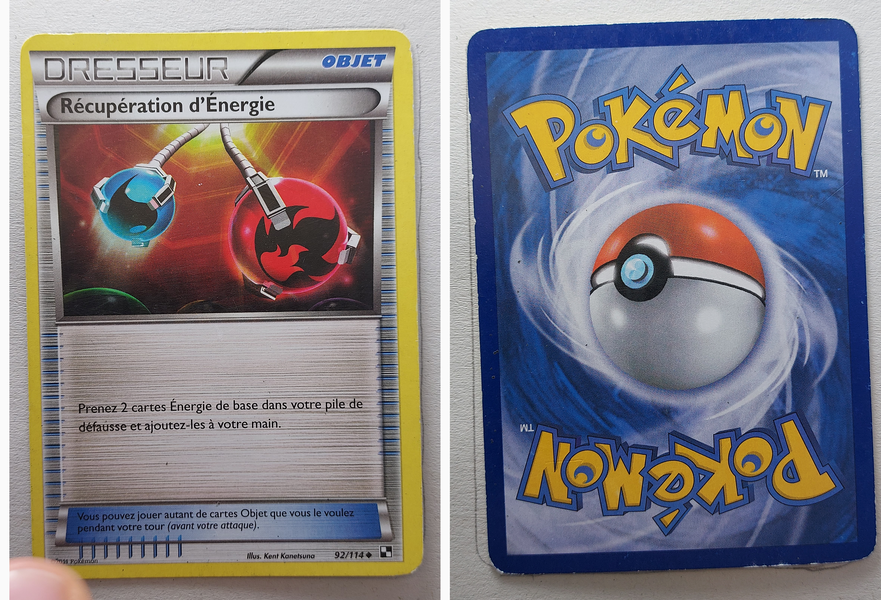 DRESSEUR
OBJET
Récupération d'Énergie
Prenez 2 cartes Énergie de base dans votre pile de
défausse et ajoutez-les à votre main.
Vous pouvez jouer autant de cartes Objet que vous le voulez
pendant votre tour (avant votre attaque).
Pokémon
Illus. Kent Kanetsuna
92/114
POKéMON
TM
POKéMON
TM